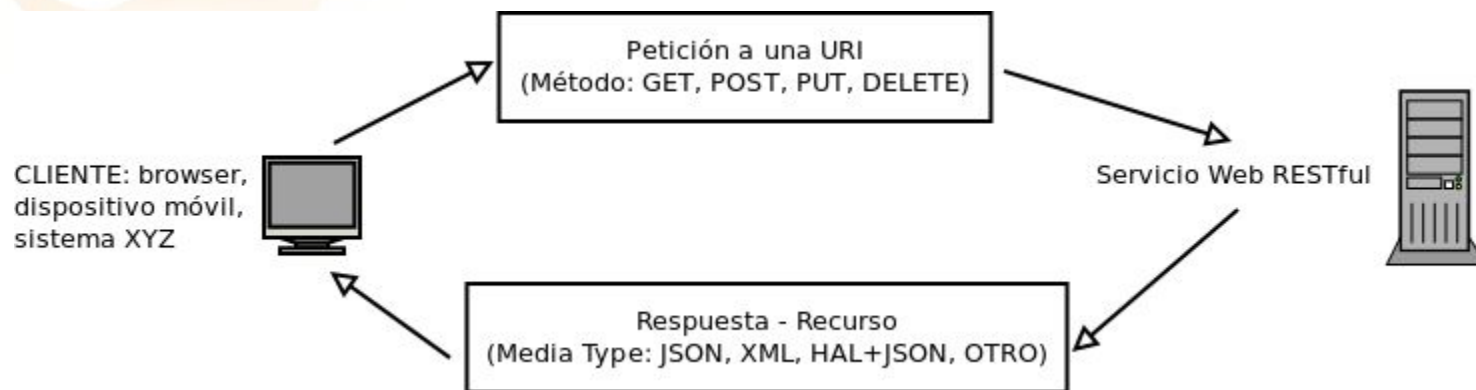 Petición a una URI
(Método: GET, POST, PUT, DELETE)
CLIENTE: browser,
dispositivo móvil,
sistema XYZ
Servicio Web RESTful
Respuesta - Recurso
(Media Type: JSON, XML, HAL+JSON, OTRO)